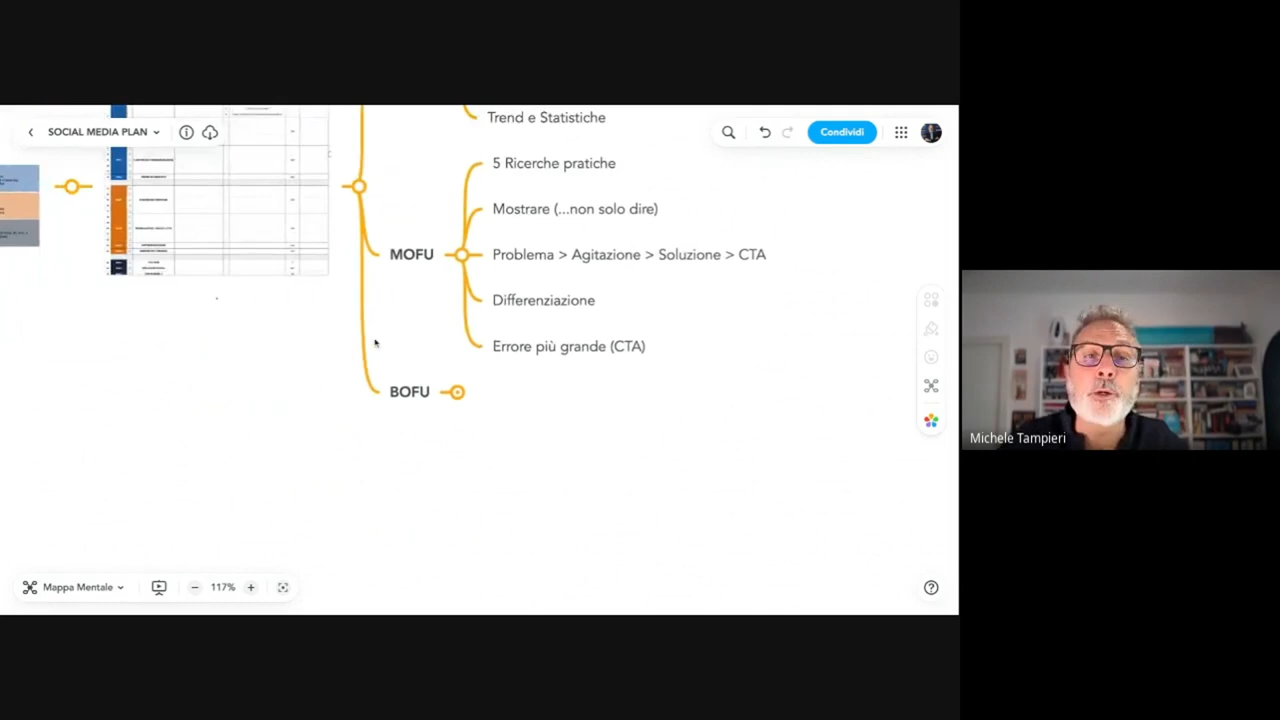 SOCIAL MEDIA PLAN
Condividi
Trend e Statistiche
5 Ricerche pratiche
Mostrare (...non solo dire)
MOFU
Problema > Agitazione > Soluzione > CTA
Differenziazione
Errore più grande (CTA)
BOFU
Michele Tampieri
Mappa Mentale
117%